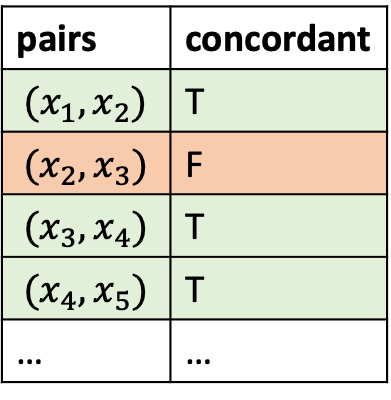 pairs concordant
(x₁, x₂) T
(x₂, x₃) F
(x₃, x₄) T
(x₄, x₅) T
... ...